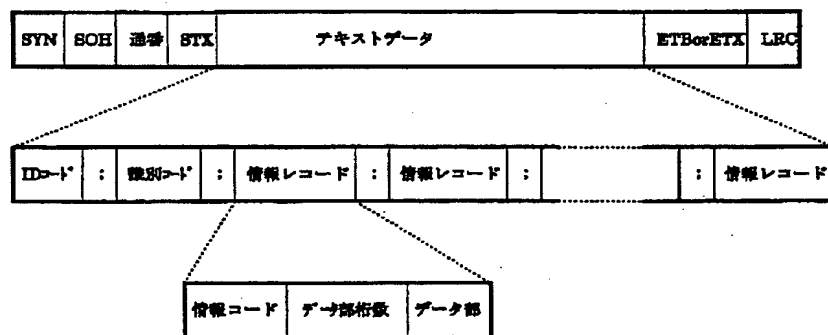 SYN SOH 通番 STX テキストデータ ETBorETX LRC
IDコード ; 識別コード ; 情報レコード ; 情報レコード ; ; 情報レコード
情報コード データ部桁数 データ部